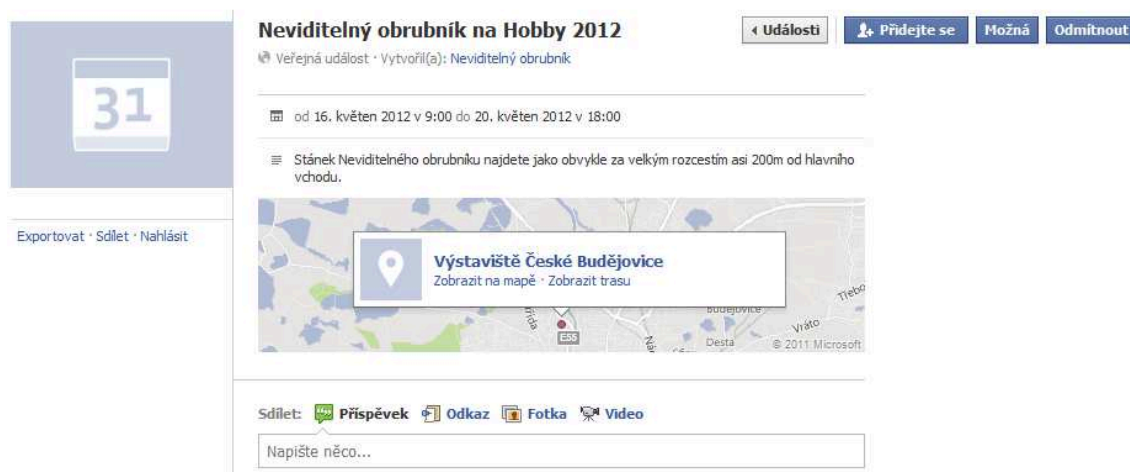 31
Neviditelný obrubník na Hobby 2012
Události
Přidejte se
Možná
Odmítnout
Veřejná událost · Vytvořil(a): Neviditelný obrubník
od 16. květen 2012 v 9:00 do 20. květen 2012 v 18:00
Stánek Neviditelného obrubníku najdete jako obvykle za velkým rozcestím asi 200m od hlavního
vchodu.
Exportovat · Sdílet · Nahlásit
Výstaviště České Budějovice
Zobrazit na mapě · Zobrazit trasu
Budějovice
Vráto
E55
Desta
© 2011 Microsoft
Sdílet: Příspěvek Odkaz Fotka Video
Napište něco...